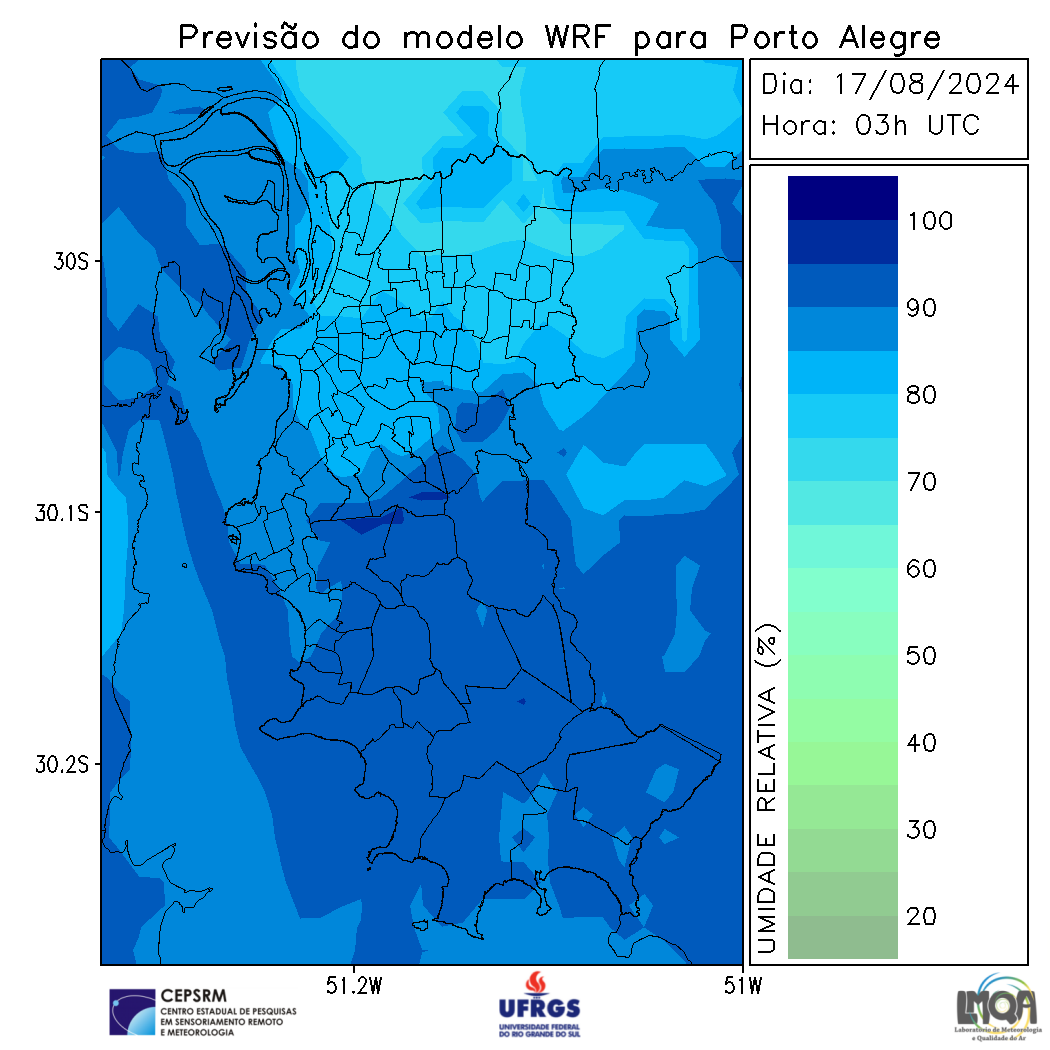 Previsão do modelo WRF para Porto Alegre
Dia: 17/08/2024
Hora: 03h UTC
30S
30.1S
30.2S
51.2W
51W
100
90
80
70
60
50
40
30
20
UMIDADE RELATIVA (%)
CEPSRM
CENTRO ESTADUAL DE PESQUISAS
EM SENSORIAMENTO REMOTO
E METEOROLOGIA
UFRGS
UNIVERSIDADE FEDERAL
DO RIO GRANDE DO SUL
LMQA
Laboratório de Meteorologia
e Qualidade do Ar